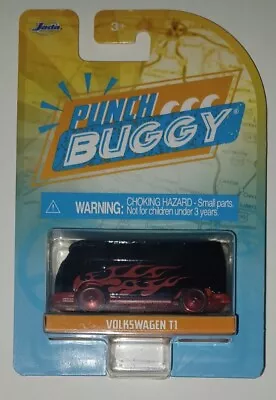 Jada
3+
PUNCH
BUGGY®
WARNING: CHOKING HAZARD - Small parts.
Not for children under 3 years.
VOLKSWAGEN T1